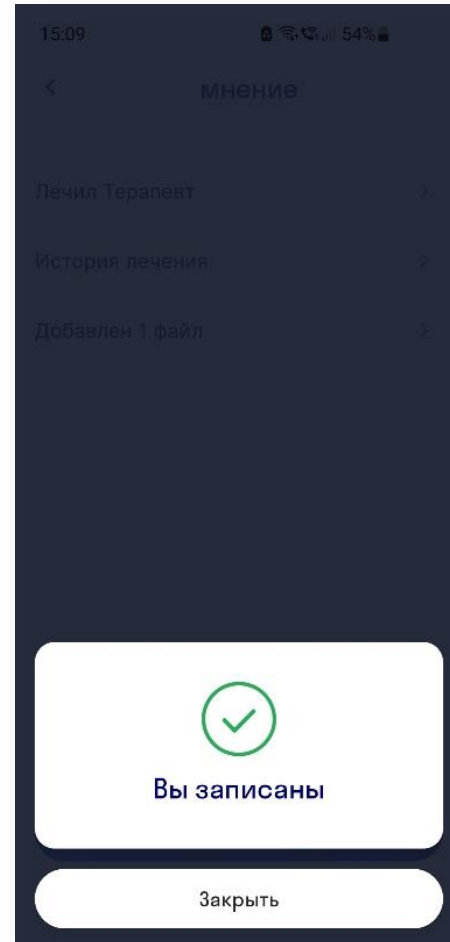 15:09 54%
мнение
Лечил Терапевт
История лечения
Добавлен 1 файл
Вы записаны
Закрыть